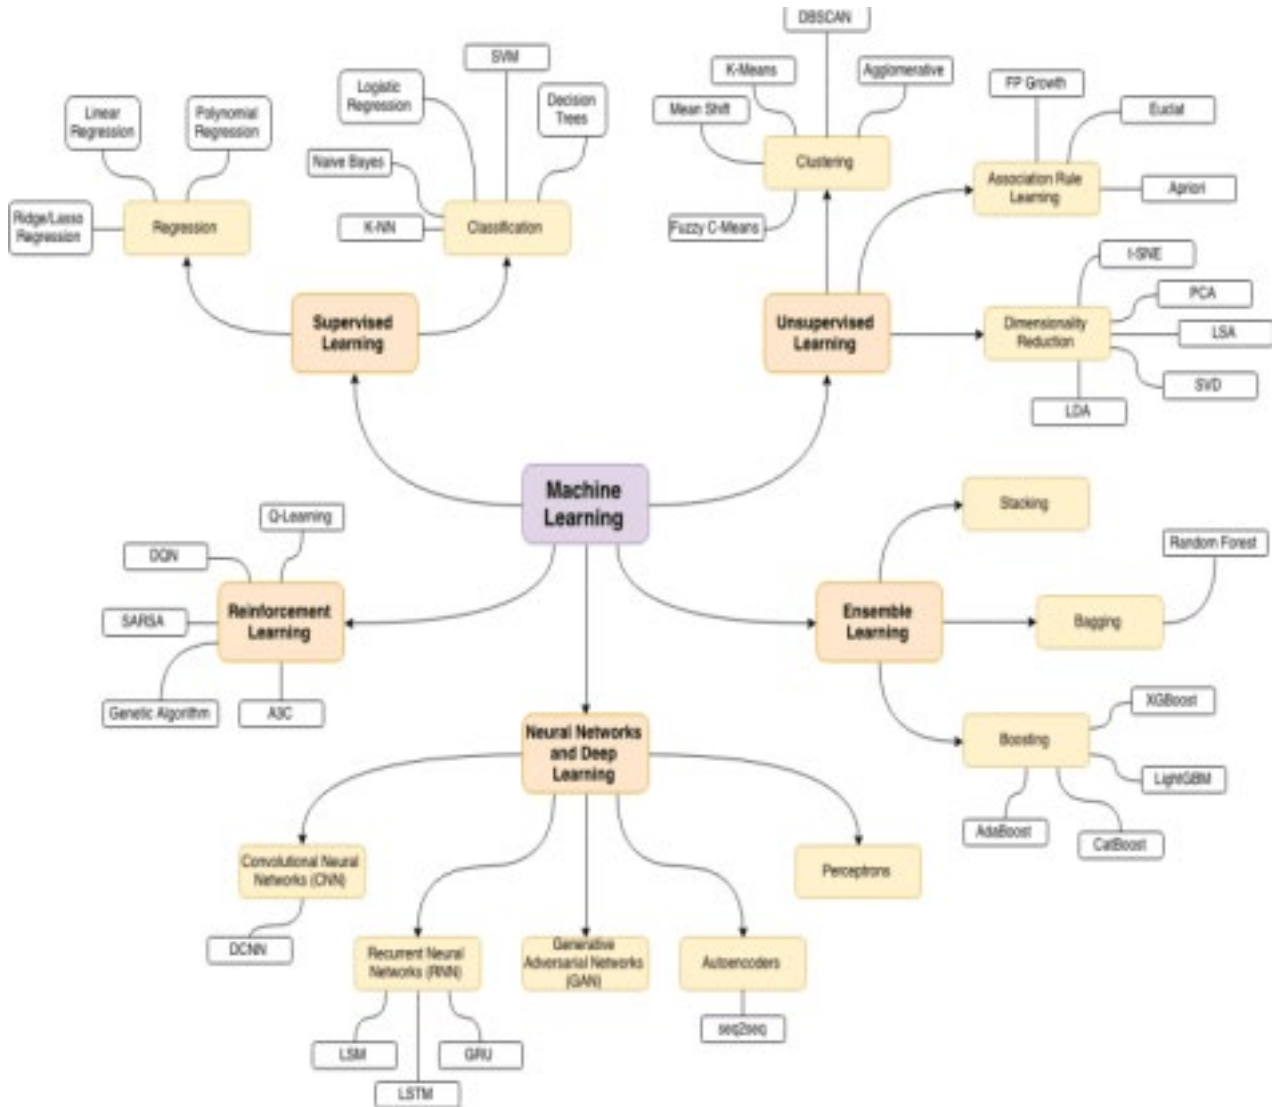 DBSCAN
SVM
K-Means
Agglomerative
Logistic
Regression
FP Growth
Linear
Regression
Polynomial
Regression
Decision
Trees
Mean Shift
Euclat
Clustering
Naive Bayes
Association Rule
Learning
Apriori
Ridge/Lasso
Regression
Regression
K-NN
Classification
Fuzzy C-Means
t-SNE
PCA
Supervised
Learning
Unsupervised
Learning
Dimensionality
Reduction
LSA
SVD
LDA
Machine
Learning
Stacking
Q-Learning
DQN
Random Forest
Reinforcement
Learning
SARSA
Ensemble
Learning
Bagging
Genetic Algorithm
A3C
XGBoost
Neural Networks
and Deep
Learning
Boosting
LightGBM
AdaBoost
CatBoost
Convolutional Neural
Networks (CNN)
Perceptrons
DCNN
Recurrent Neural
Networks (RNN)
Generative
Adversarial Networks
(GAN)
Autoencoders
seq2seq
LSM
GRU
LSTM